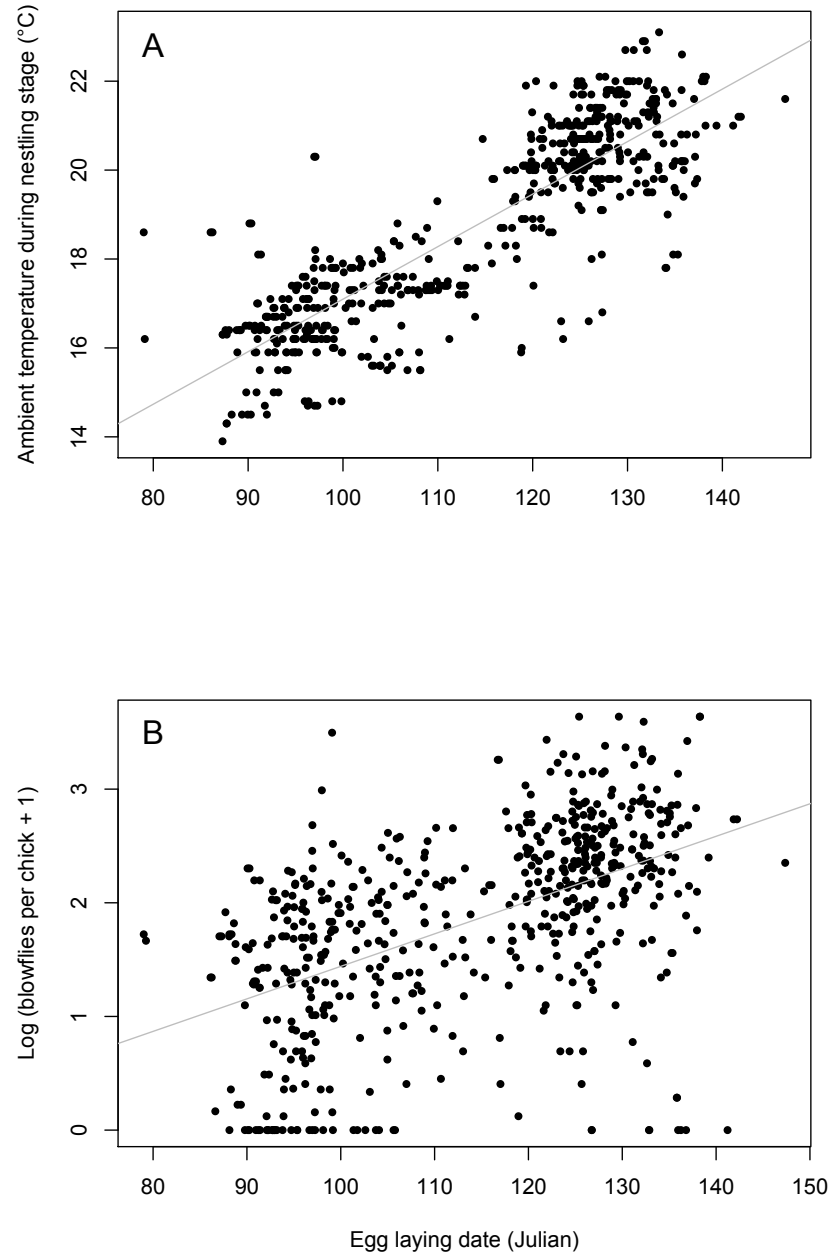 A
Ambient temperature during nestling stage (°C)
22
20
18
16
14
80 90 100 110 120 130 140
B
Log (blowflies per chick + 1)
3
2
1
0
80 90 100 110 120 130 140 150
Egg laying date (Julian)